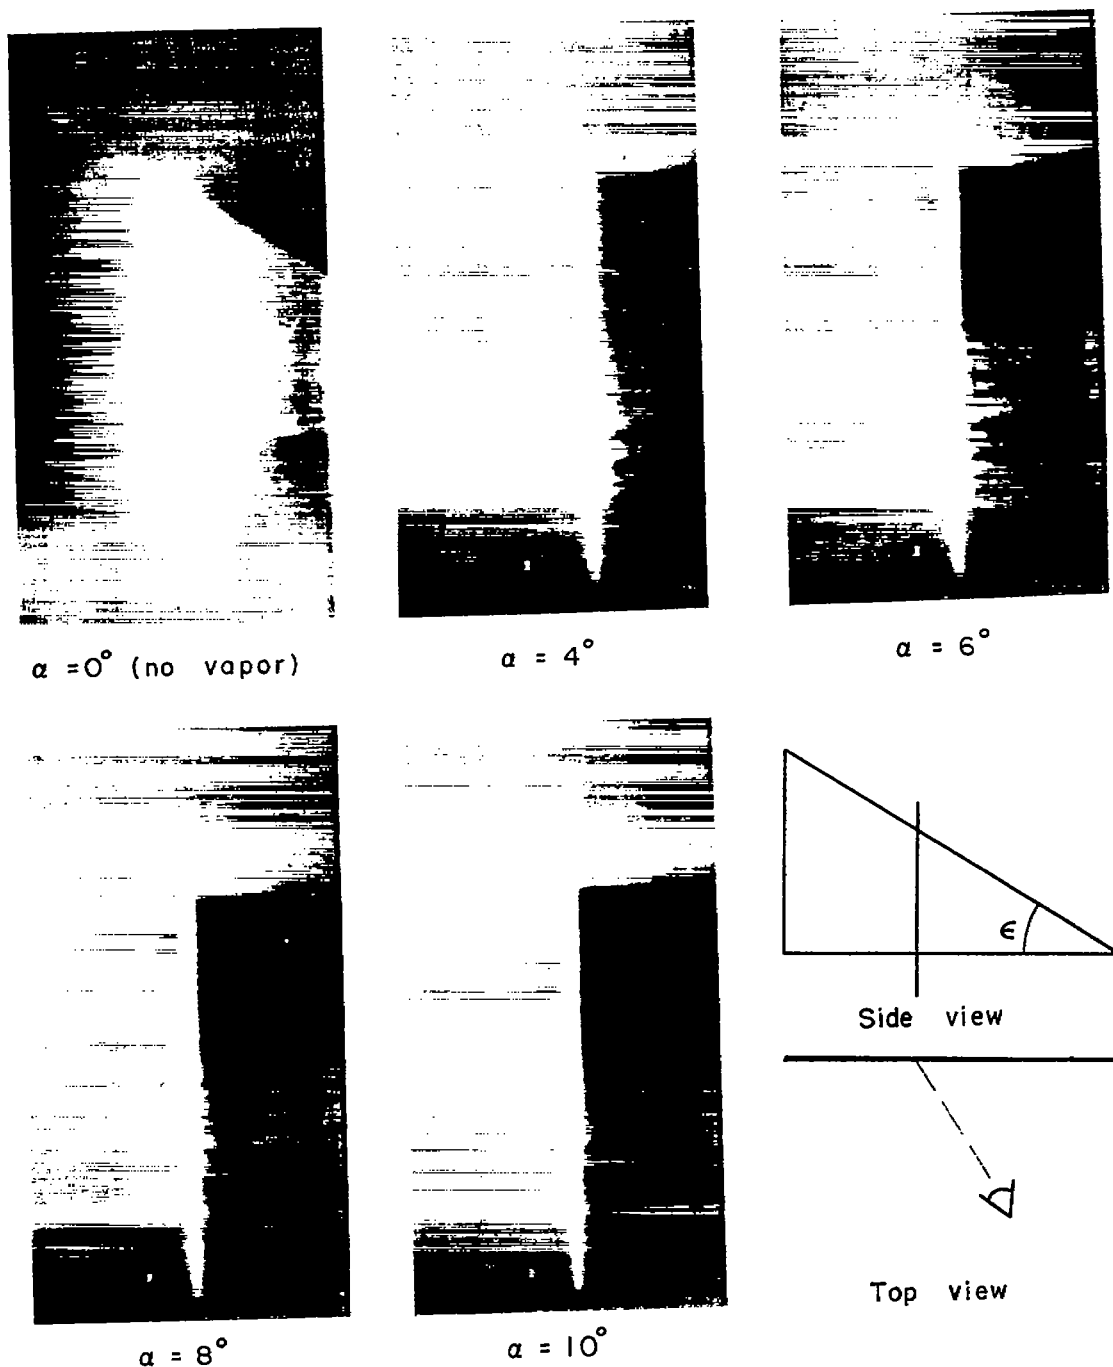 α = 0° (no vapor)
α = 4°
α = 6°
α = 8°
α = 10°
ϵ
Side view
Top view